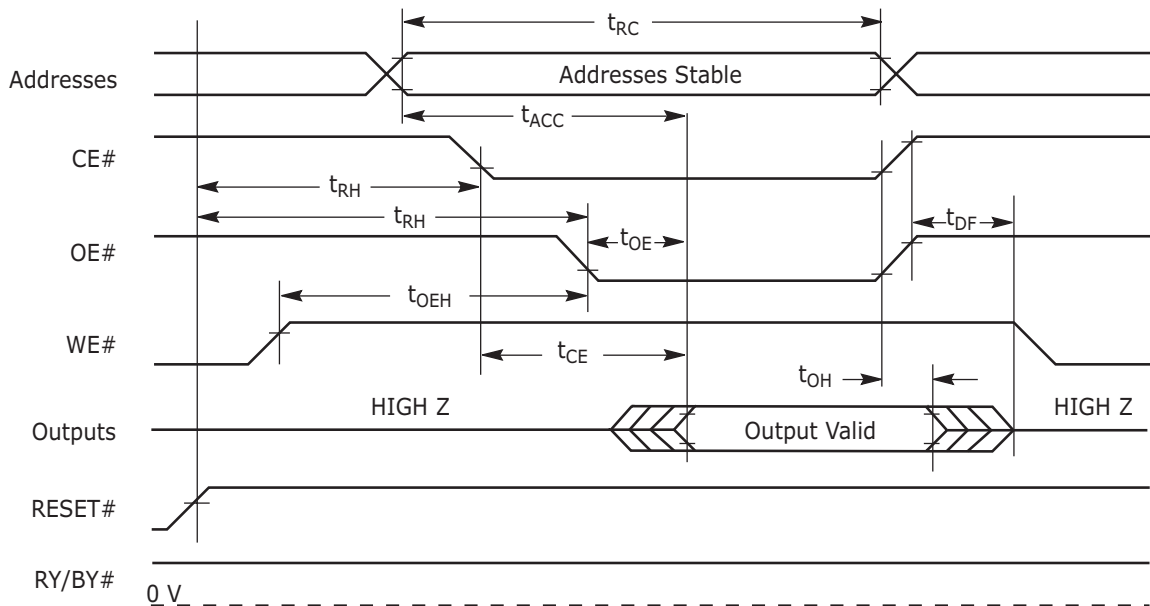 tRC
Addresses
Addresses Stable
tACC
CE#
tRH
tRH
tOE
tDF
OE#
tOEH
WE#
tCE
tOH
HIGH Z
HIGH Z
Outputs
Output Valid
RESET#
RY/BY#
0 V